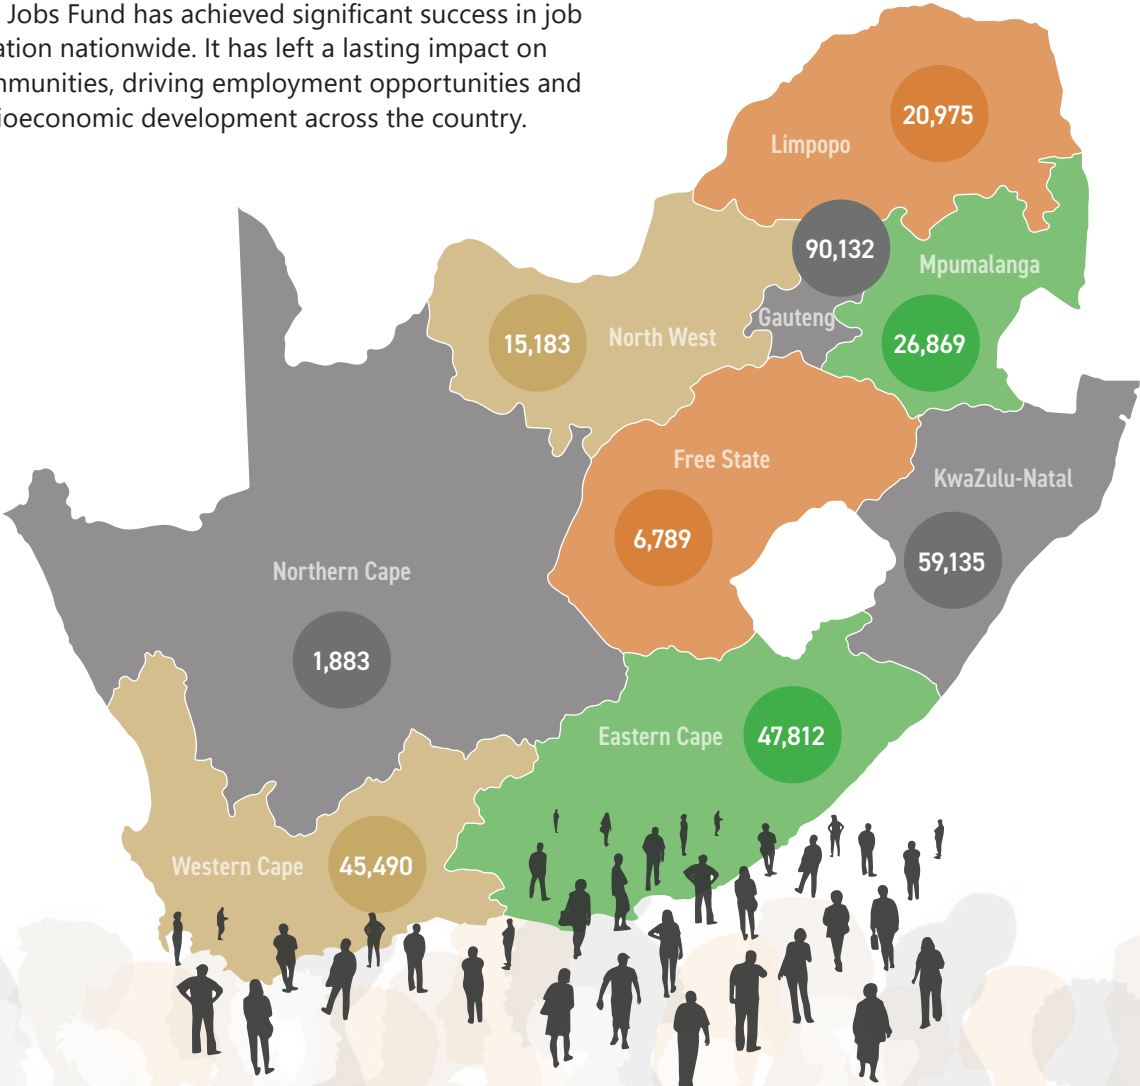 Jobs Fund has achieved significant success in job
ation nationwide. It has left a lasting impact on
mmunities, driving employment opportunities and
ioeconomic development across the country.
20,975
Limpopo
90,132
Mpumalanga
Gauteng
15,183
North West
26,869
Free State
KwaZulu-Natal
6,789
59,135
Northern Cape
1,883
Eastern Cape
47,812
Western Cape
45,490